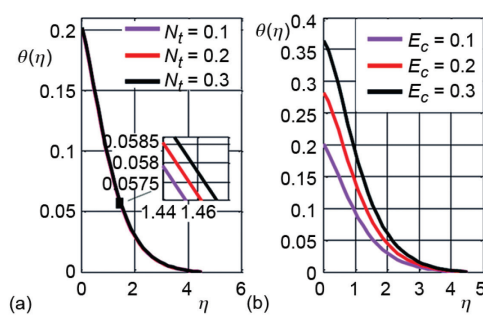 0.2
θ(η)
0.15
0.1
0.05
0
N_t = 0.1
N_t = 0.2
N_t = 0.3
0.0585
0.058
0.0575
1.44 1.46
0 2 4 6
(a)
η
0.4
θ(η)
0.35
0.3
0.25
0.2
0.15
0.1
0.05
0
E_c = 0.1
E_c = 0.2
E_c = 0.3
0 1 2 3 4 5
(b)
η